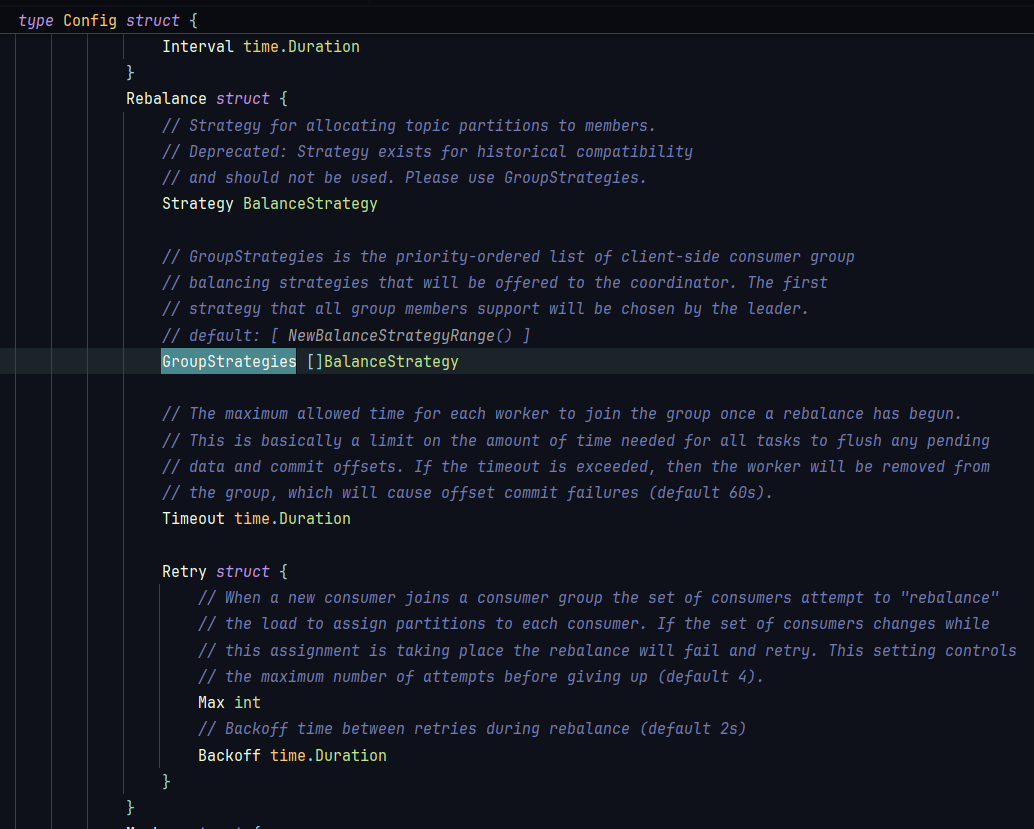 type Config struct {
Interval time.Duration
}
Rebalance struct {
// Strategy for allocating topic partitions to members.
// Deprecated: Strategy exists for historical compatibility
// and should not be used. Please use GroupStrategies.
Strategy BalanceStrategy
// GroupStrategies is the priority-ordered list of client-side consumer group
// balancing strategies that will be offered to the coordinator. The first
// strategy that all group members support will be chosen by the leader.
// default: [ NewBalanceStrategyRange() ]
GroupStrategies []BalanceStrategy
// The maximum allowed time for each worker to join the group once a rebalance has begun.
// This is basically a limit on the amount of time needed for all tasks to flush any pending
// data and commit offsets. If the timeout is exceeded, then the worker will be removed from
// the group, which will cause offset commit failures (default 60s).
Timeout time.Duration
Retry struct {
// When a new consumer joins a consumer group the set of consumers attempt to "rebalance"
// the load to assign partitions to each consumer. If the set of consumers changes while
// this assignment is taking place the rebalance will fail and retry. This setting controls
// the maximum number of attempts before giving up (default 4).
Max int
// Backoff time between retries during rebalance (default 2s)
Backoff time.Duration
}
}